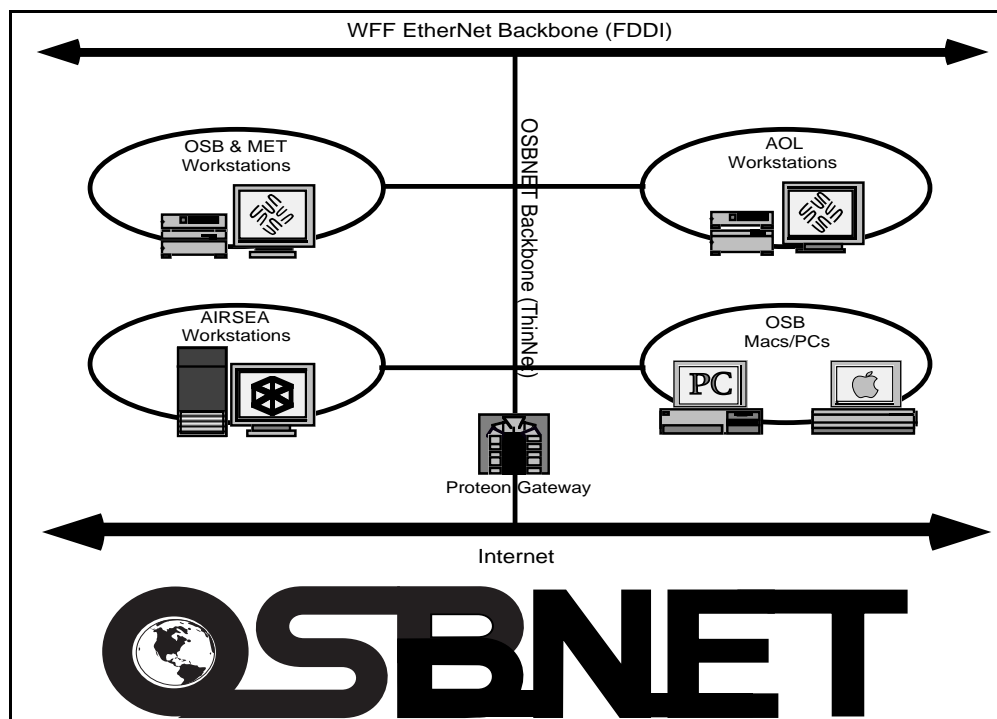 WFF EtherNet Backbone (FDDI)
OSB & MET
Workstations
AOL
Workstations
OSBNET Backbone (ThinNet)
AIRSEA
Workstations
OSB
Macs/PCs
PC
Proteon Gateway
Internet
OSBNET